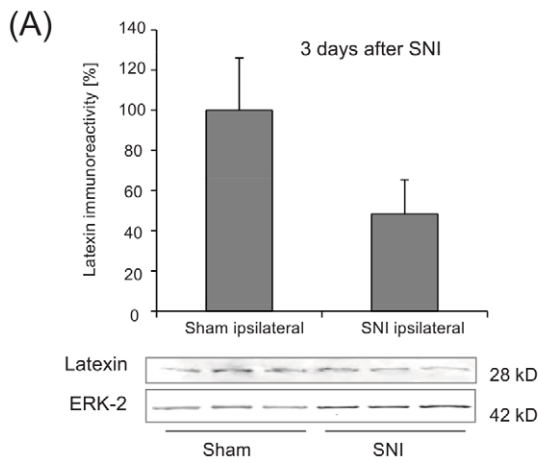 (A)
3 days after SNI
Latexin immunoreactivity [%]
140
120
100
80
60
40
20
0
Sham ipsilateral SNI ipsilateral
Latexin 28 kD
ERK-2 42 kD
Sham SNI